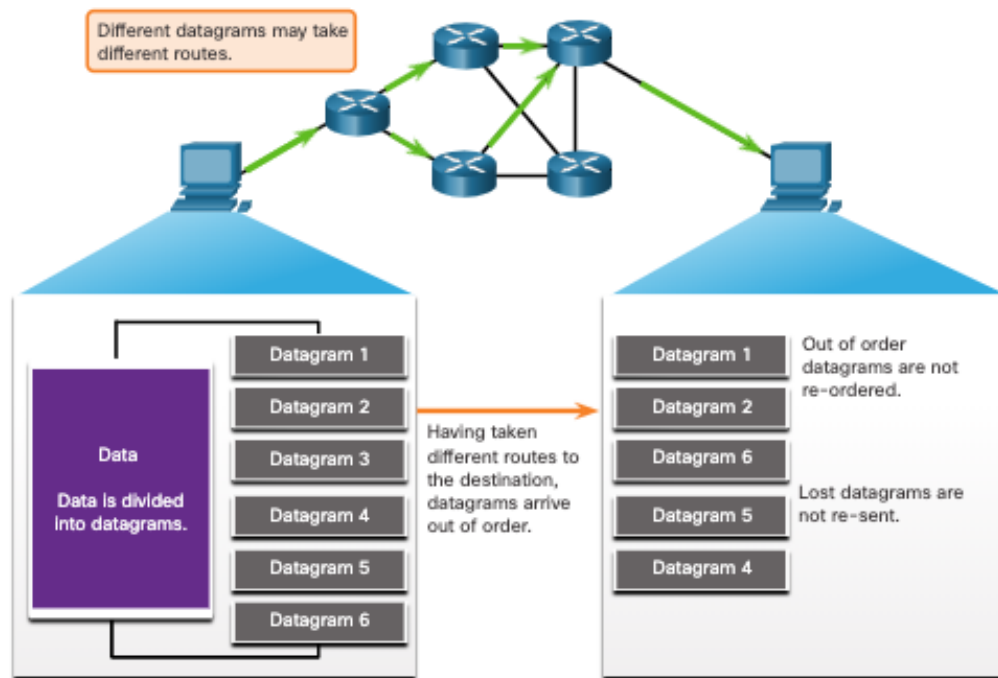 Different datagrams may take
different routes.
Data
Data is divided
into datagrams.
Datagram 1
Datagram 2
Datagram 3
Datagram 4
Datagram 5
Datagram 6
Having taken
different routes to
the destination,
datagrams arrive
out of order.
Datagram 1
Datagram 2
Datagram 6
Datagram 5
Datagram 4
Out of order
datagrams are not
re-ordered.
Lost datagrams are
not re-sent.